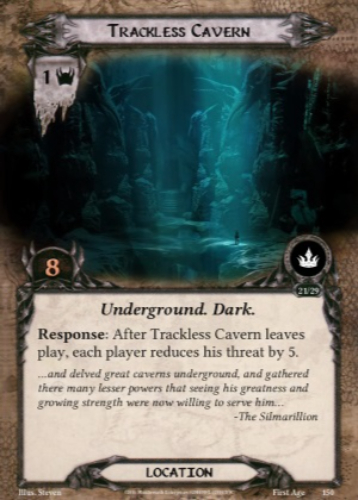 TRACKLESS CAVERN
1
8
21/29
Underground. Dark.
Response: After Trackless Cavern leaves
play, each player reduces his threat by 5.
...and delved great caverns underground, and gathered
there many lesser powers that seeing his greatness and
growing strength were now willing to serve him...
-The Silmarillion
LOCATION
Illus. Steven
First Age
150